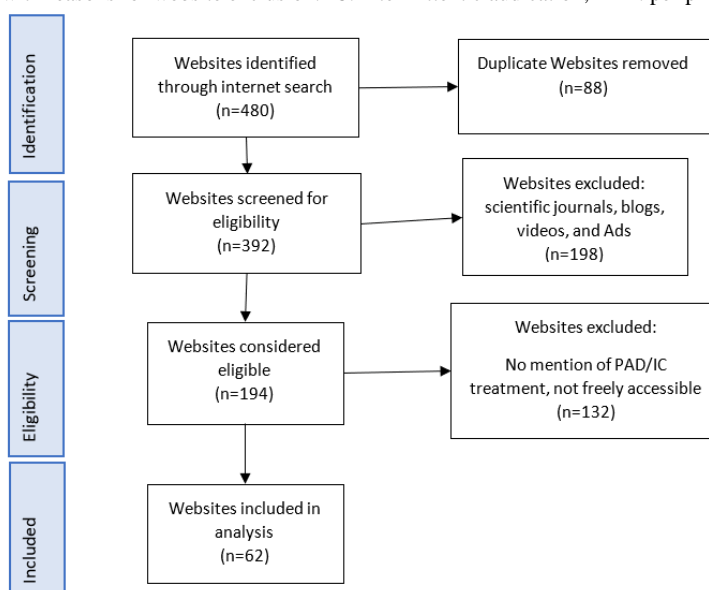 Identification
Websites identified
through internet search
(n=480)
Duplicate Websites removed
(n=88)
Screening
Websites screened for
eligibility
(n=392)
Websites excluded:
scientific journals, blogs,
videos, and Ads
(n=198)
Eligibility
Websites considered
eligible
(n=194)
Websites excluded:
No mention of PAD/IC
treatment, not freely accessible
(n=132)
Included
Websites included in
analysis
(n=62)